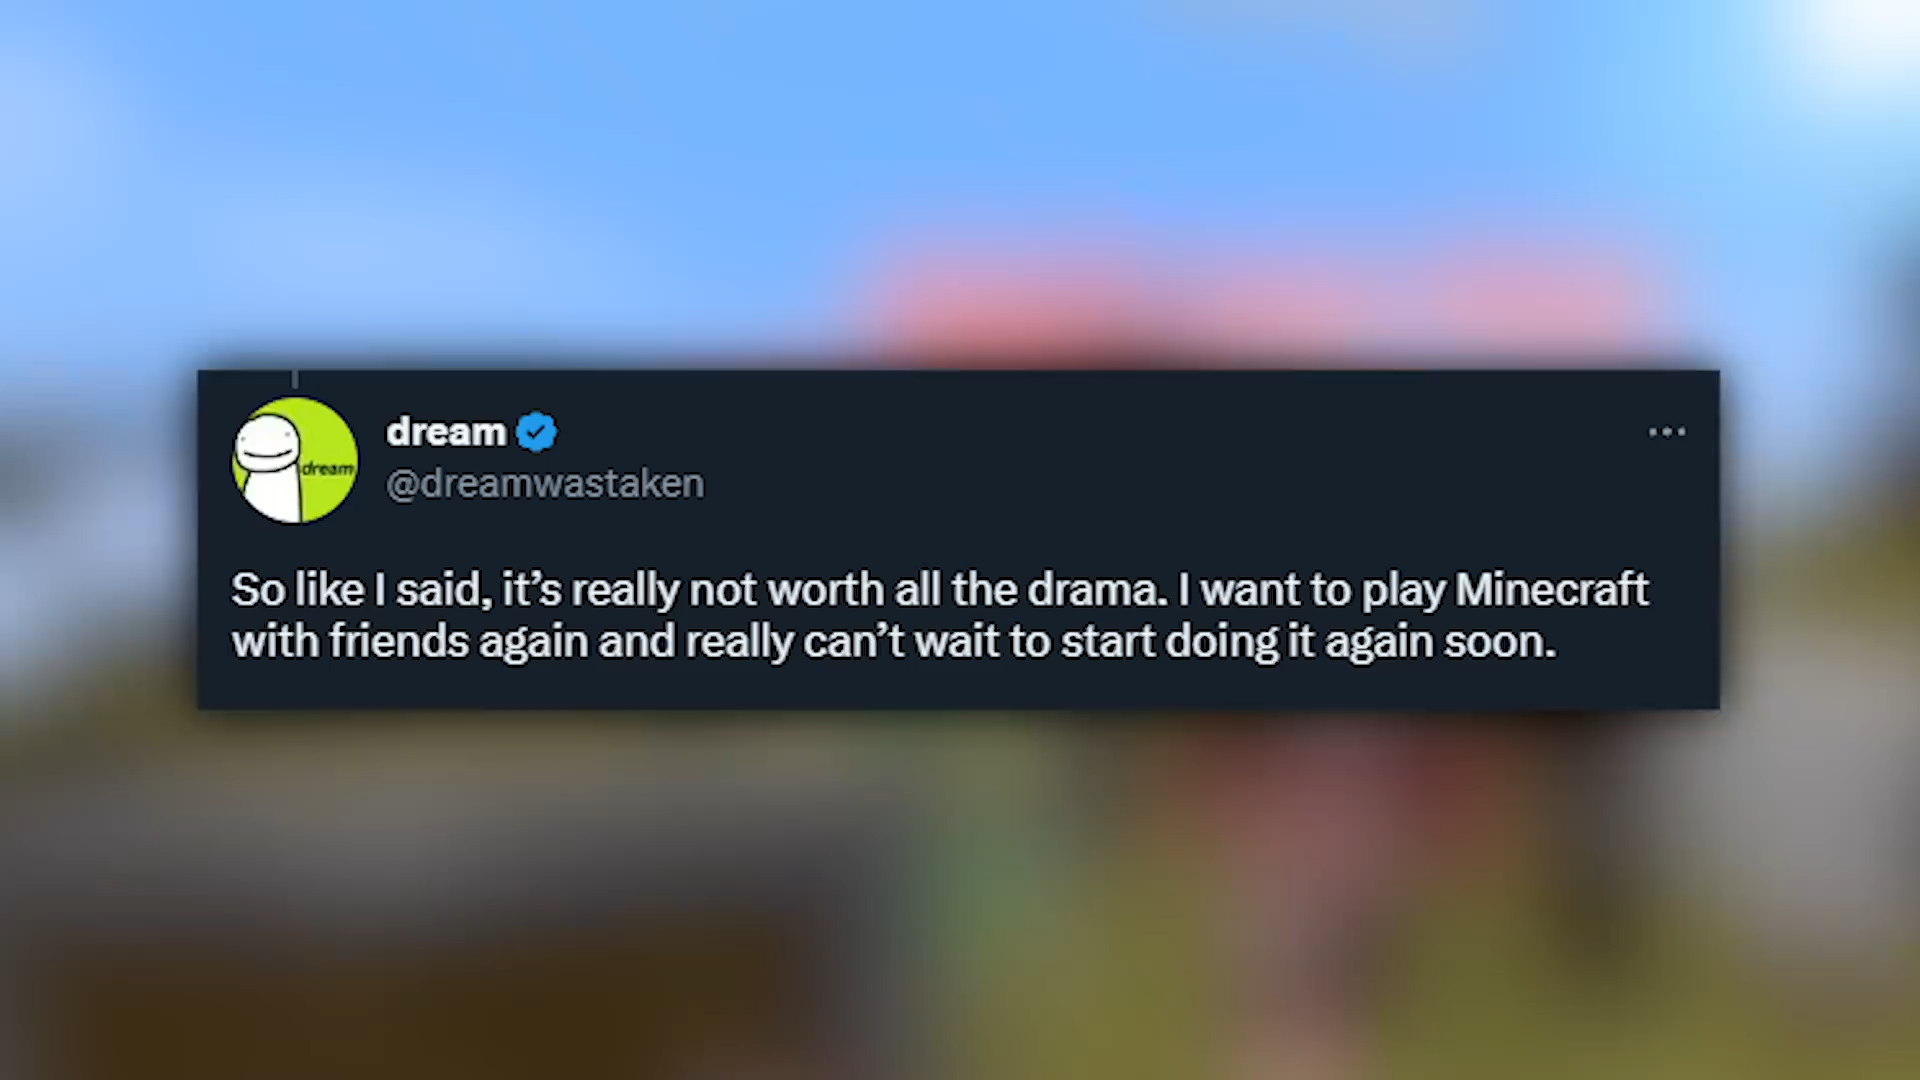 dream
dream
@dreamwastaken
So like I said, it’s really not worth all the drama. I want to play Minecraft
with friends again and really can’t wait to start doing it again soon.